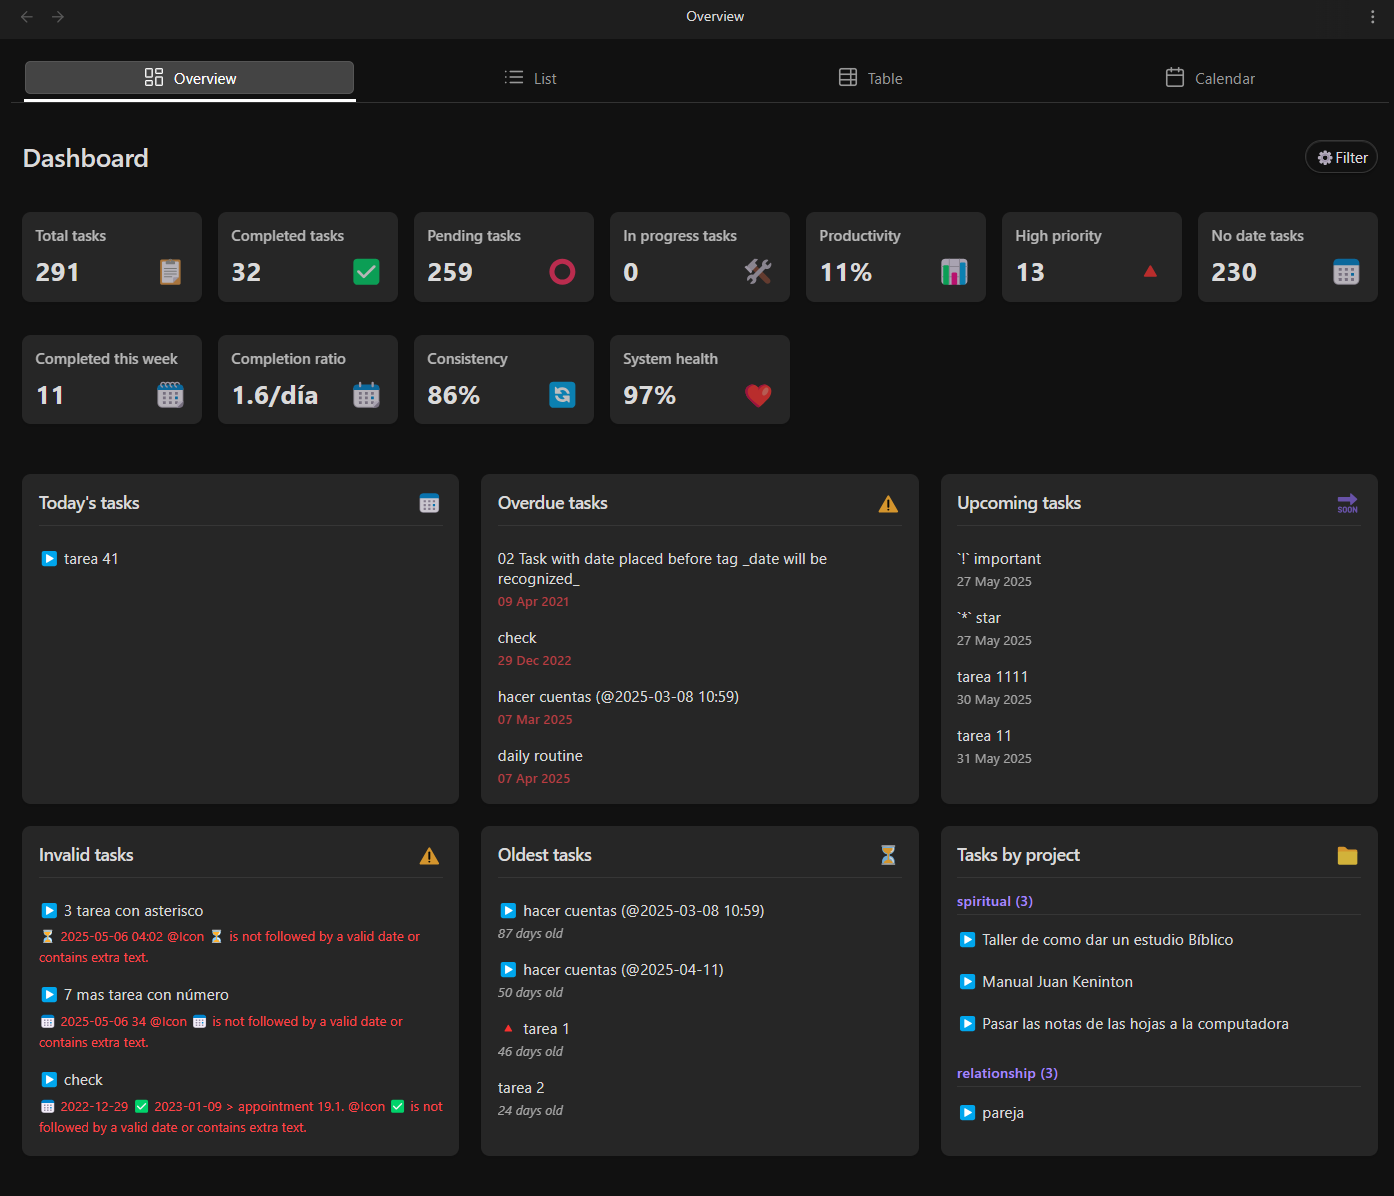 Overview
Overview
List
Table
Calendar
Dashboard
Filter
Total tasks
291
Completed tasks
32
Pending tasks
259
In progress tasks
0
Productivity
11%
High priority
13
No date tasks
230
Completed this week
11
Completion ratio
1.6/día
Consistency
86%
System health
97%
Today's tasks
tarea 41
Overdue tasks
02 Task with date placed before tag _date will be
recognized_
09 Apr 2021
check
29 Dec 2022
hacer cuentas (@2025-03-08 10:59)
07 Mar 2025
daily routine
07 Apr 2025
Upcoming tasks
SOON
`!` important
27 May 2025
`*` star
27 May 2025
tarea 1111
30 May 2025
tarea 11
31 May 2025
Invalid tasks
3 tarea con asterisco
⏳ 2025-05-06 04:02 @Icon ⏳ is not followed by a valid date or
contains extra text.
7 mas tarea con número
📅 2025-05-06 34 @Icon 📅 is not followed by a valid date or
contains extra text.
check
📅 2022-12-29 ✅ 2023-01-09 > appointment 19.1. @Icon ✅ is not
followed by a valid date or contains extra text.
Oldest tasks
hacer cuentas (@2025-03-08 10:59)
87 days old
hacer cuentas (@2025-04-11)
50 days old
tarea 1
46 days old
tarea 2
24 days old
Tasks by project
spiritual (3)
Taller de como dar un estudio Bíblico
Manual Juan Keninton
Pasar las notas de las hojas a la computadora
relationship (3)
pareja